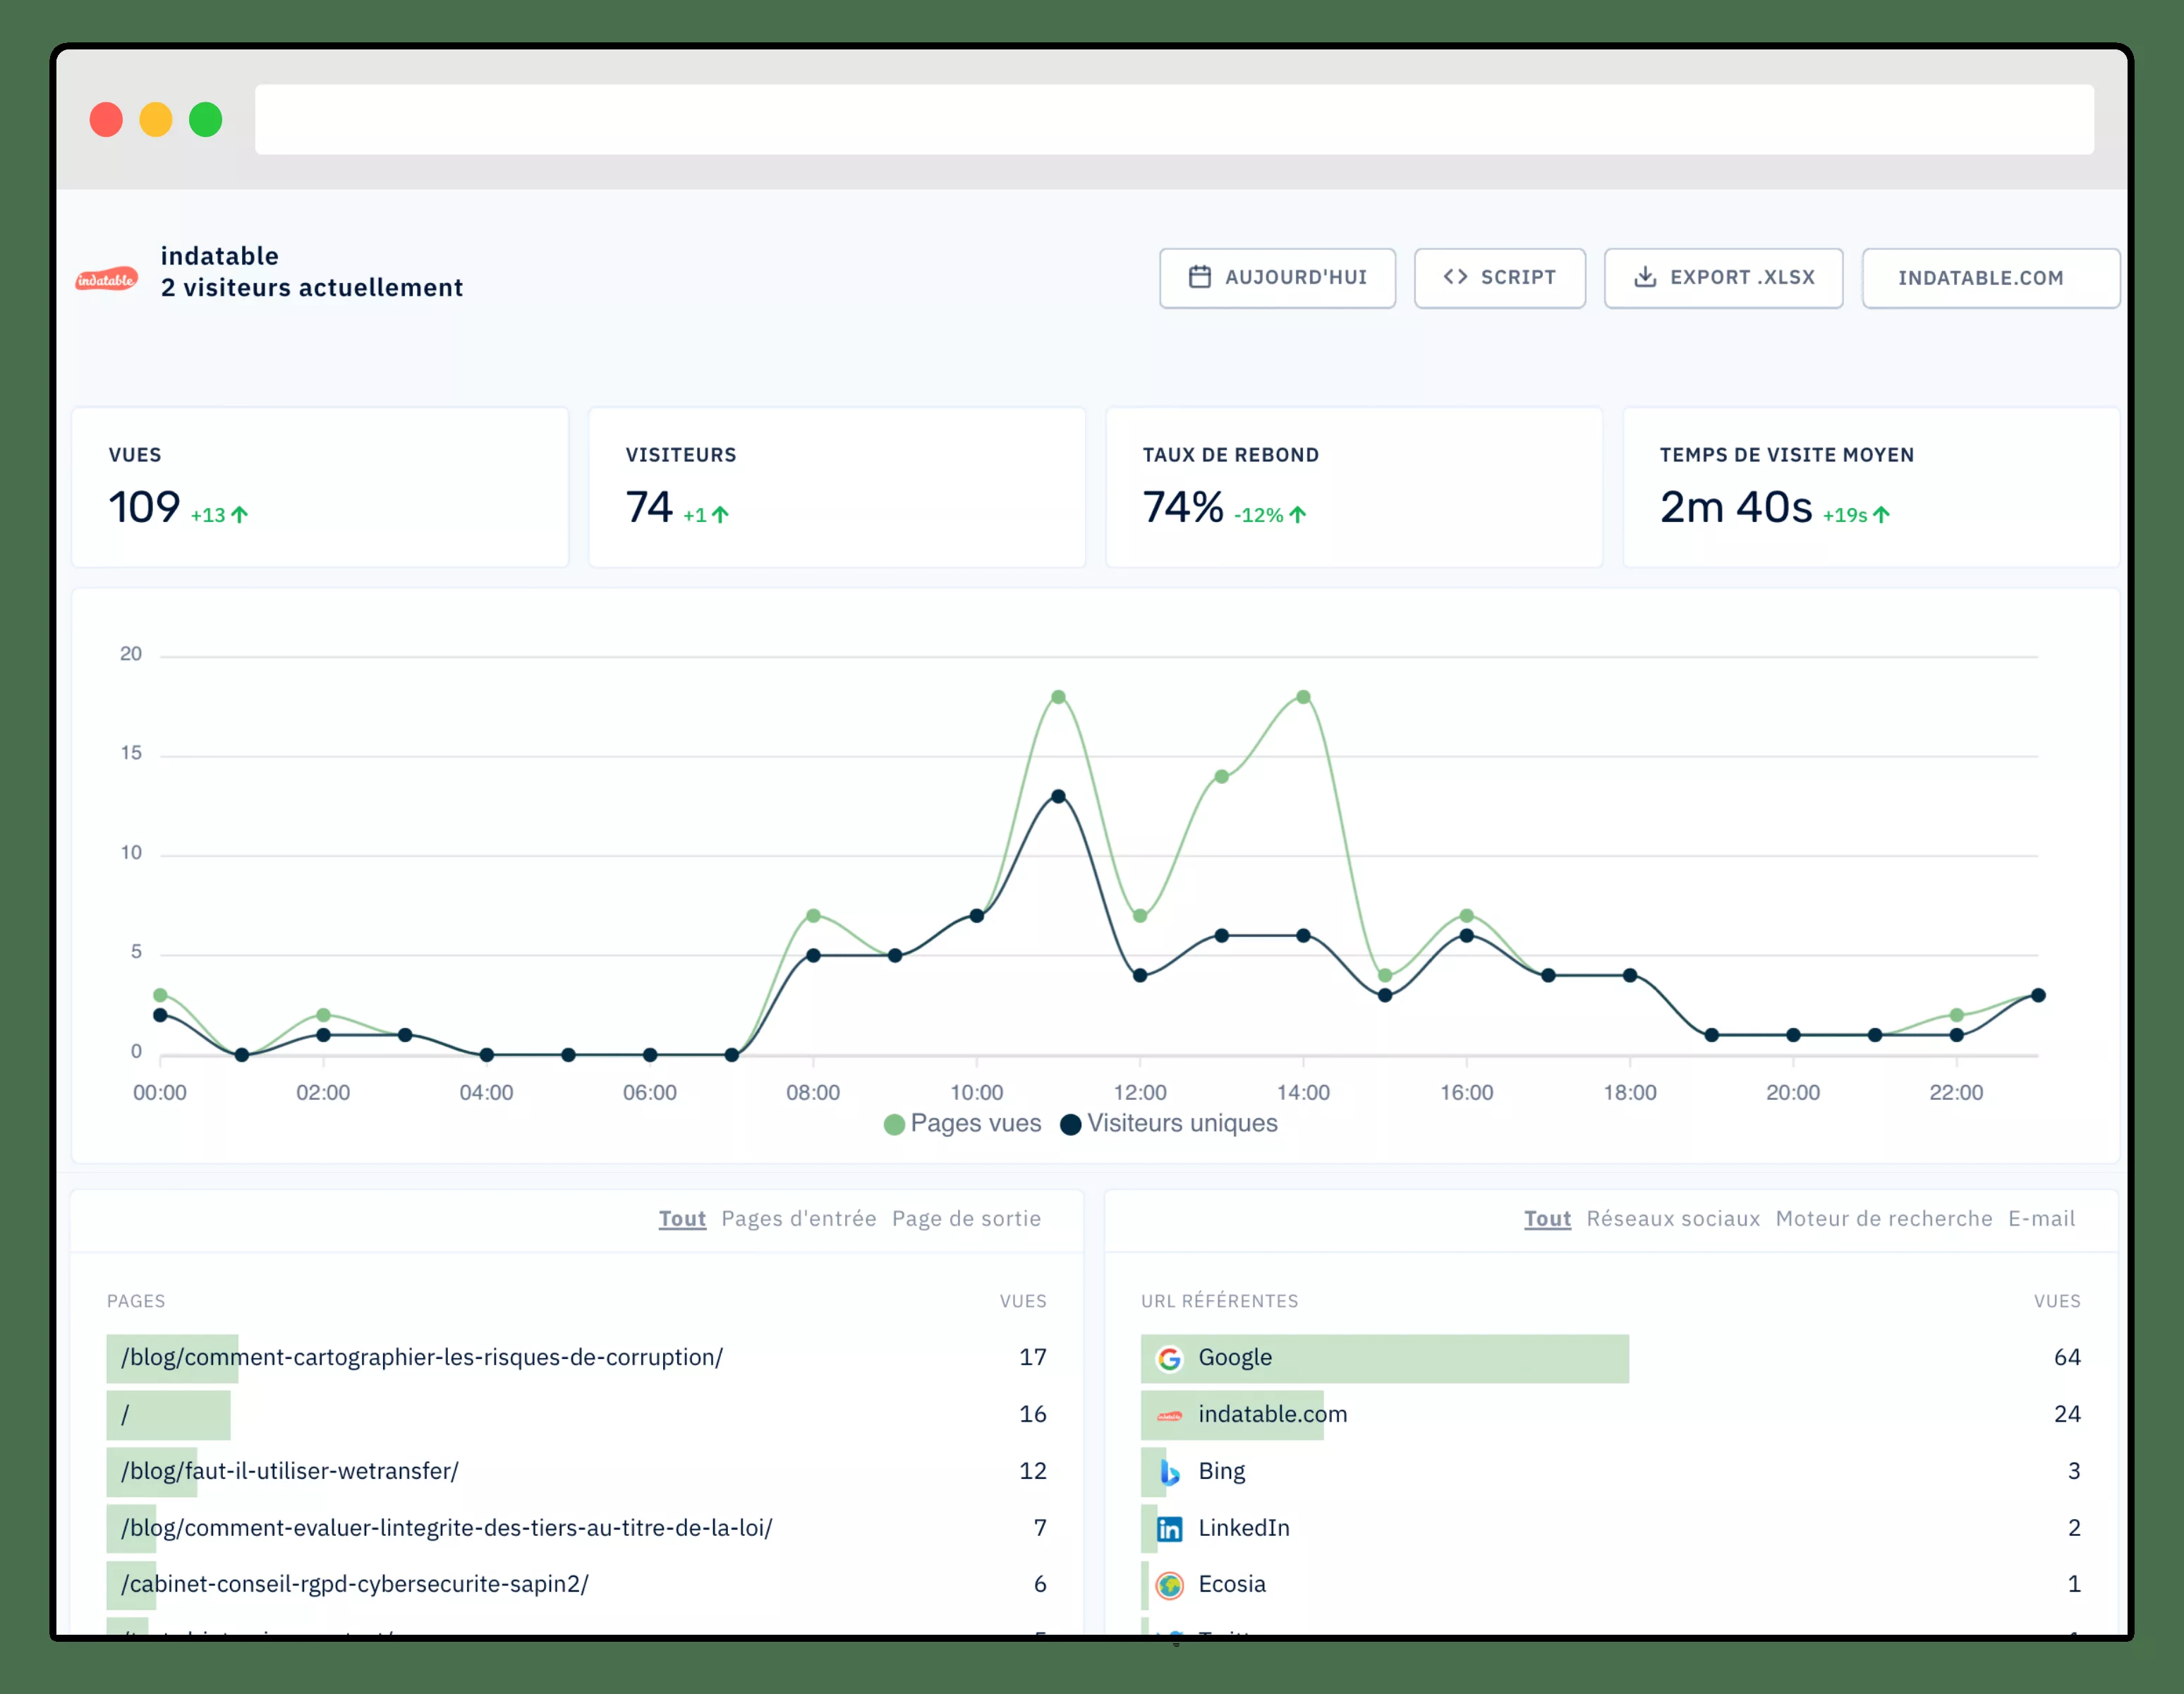 indatable
indatable
2 visiteurs actuellement
AUJOURD'HUI
SCRIPT
EXPORT .XLSX
INDATABLE.COM
VUES
109 +13
VISITEURS
74 +1
TAUX DE REBOND
74% -12%
TEMPS DE VISITE MOYEN
2m 40s +19s
20
15
10
5
0
00:00 02:00 04:00 06:00 08:00 10:00 12:00 14:00 16:00 18:00 20:00 22:00
Pages vues Visiteurs uniques
Tout Pages d'entrée Page de sortie
PAGES VUES
/blog/comment-cartographier-les-risques-de-corruption/ 17
/ 16
/blog/faut-il-utiliser-wetransfer/ 12
/blog/comment-evaluer-lintegrite-des-tiers-au-titre-de-la-loi/ 7
/cabinet-conseil-rgpd-cybersecurite-sapin2/ 6
Tout Réseaux sociaux Moteur de recherche E-mail
URL RÉFÉRENTES VUES
Google 64
indatable.com 24
Bing 3
LinkedIn 2
Ecosia 1